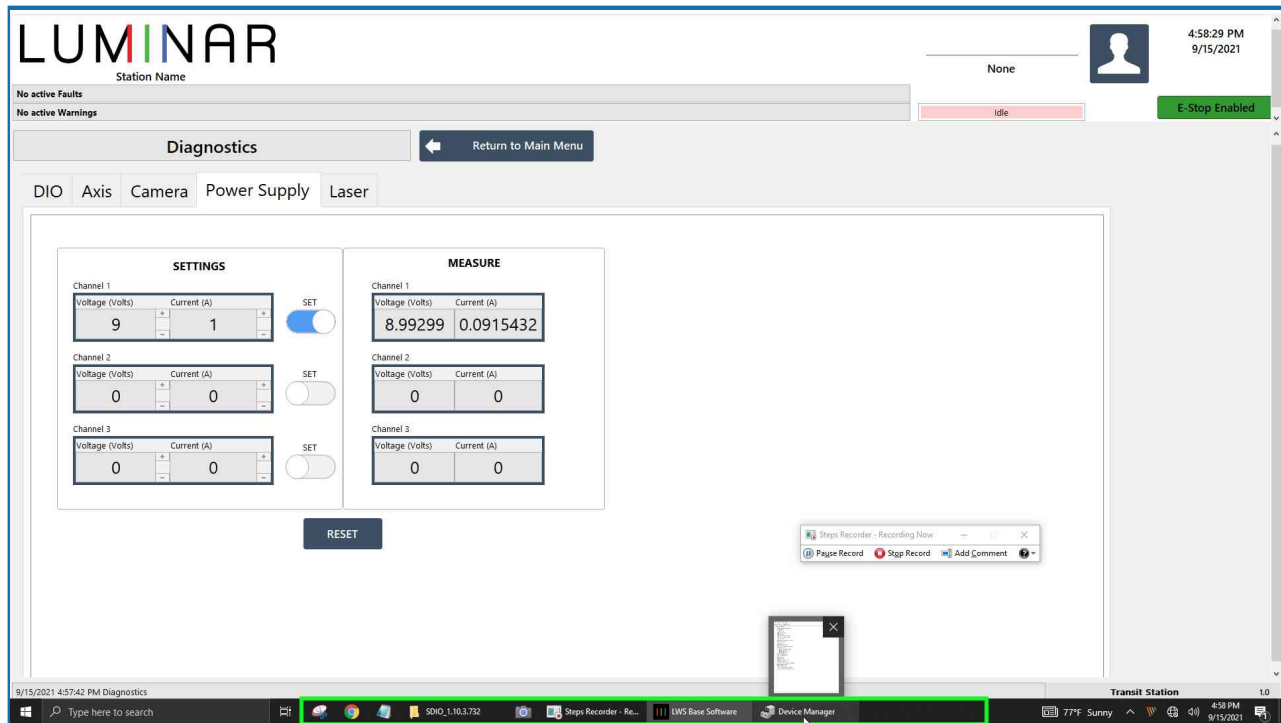 LUMINAR
Station Name
4:58:29 PM
9/15/2021
None
No active Faults
No active Warnings
Idle
E-Stop Enabled
Diagnostics
Return to Main Menu
DIO Axis Camera Power Supply Laser
SETTINGS
MEASURE
Channel 1
Voltage (Volts) Current (A) SET
9 + - 1 + -
Channel 1
Voltage (Volts) Current (A)
8.99299 0.0915432
Channel 2
Voltage (Volts) Current (A) SET
0 + - 0 + -
Channel 2
Voltage (Volts) Current (A)
0 0
Channel 3
Voltage (Volts) Current (A) SET
0 + - 0 + -
Channel 3
Voltage (Volts) Current (A)
0 0
RESET
Steps Recorder - Recording Now
Pause Record Stop Record Add Comment
9/15/2021 4:57:42 PM Diagnostics
Transit Station 1.0
Type here to search
SDIO_1.10.3.732
Steps Recorder - Re...
LWS Base Software
Device Manager
77°F Sunny
4:58 PM
9/15/2021